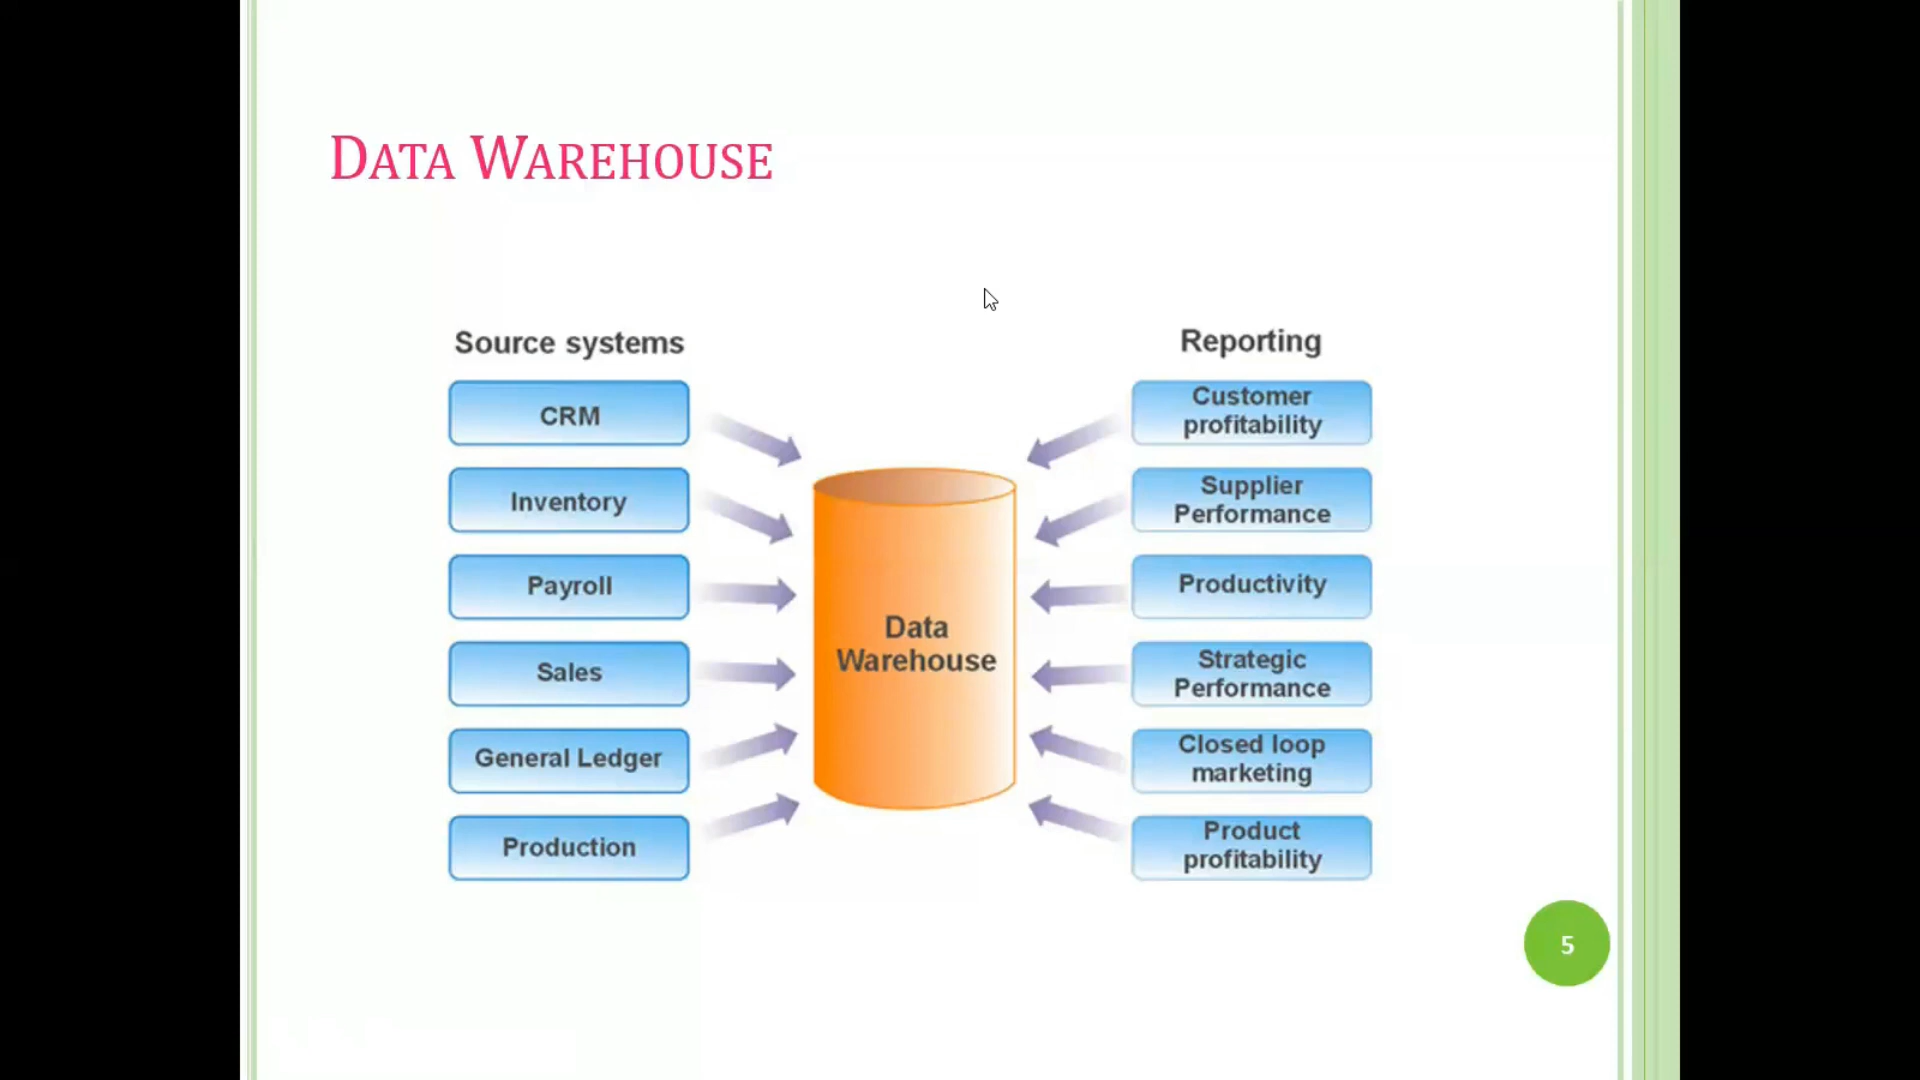 DATA WAREHOUSE
Source systems
CRM
Inventory
Payroll
Sales
General Ledger
Production
Data
Warehouse
Reporting
Customer
profitability
Supplier
Performance
Productivity
Strategic
Performance
Closed loop
marketing
Product
profitability
5